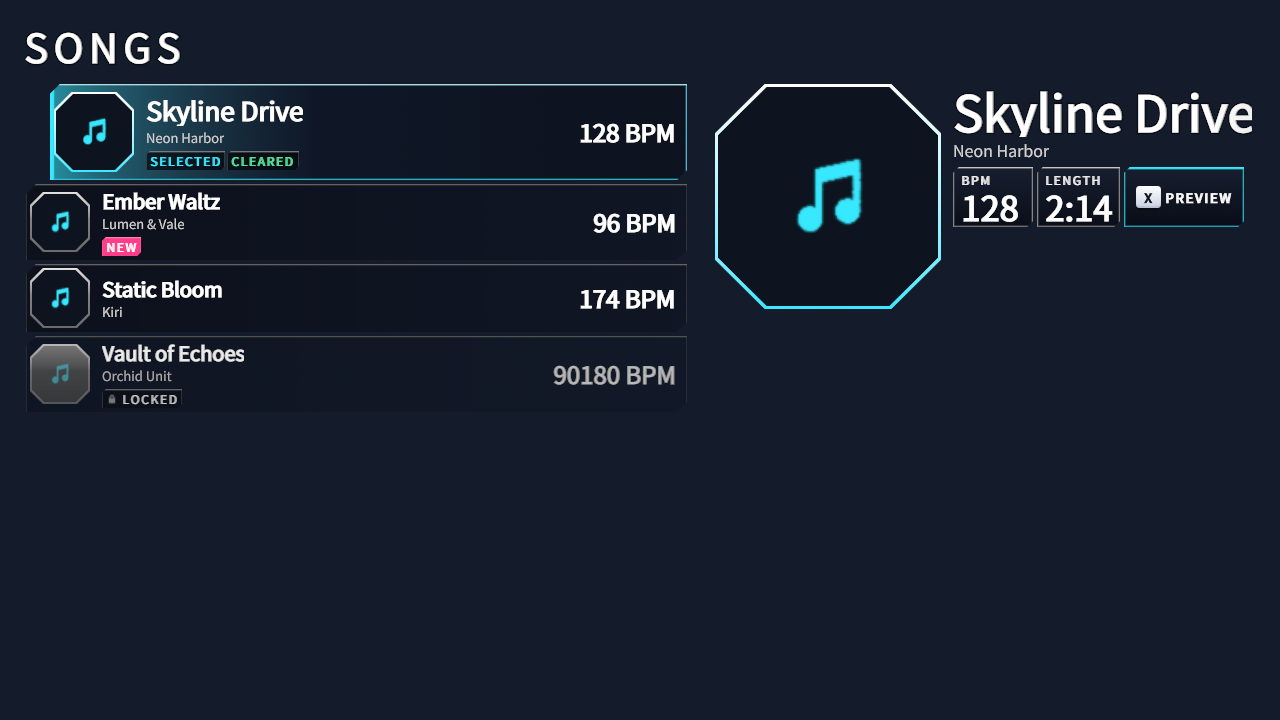 SONGS
Skyline Drive
Neon Harbor
SELECTED CLEARED
128 BPM
Ember Waltz
Lumen & Vale
NEW
96 BPM
Static Bloom
Kiri
174 BPM
Vault of Echoes
Orchid Unit
LOCKED
90180 BPM
Skyline Drive
Neon Harbor
BPM
128
LENGTH
2:14
X PREVIEW